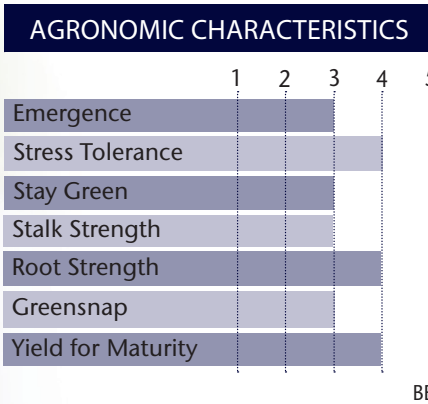 AGRONOMIC CHARACTERISTICS
1 2 3 4
Emergence
Stress Tolerance
Stay Green
Stalk Strength
Root Strength
Greensnap
Yield for Maturity